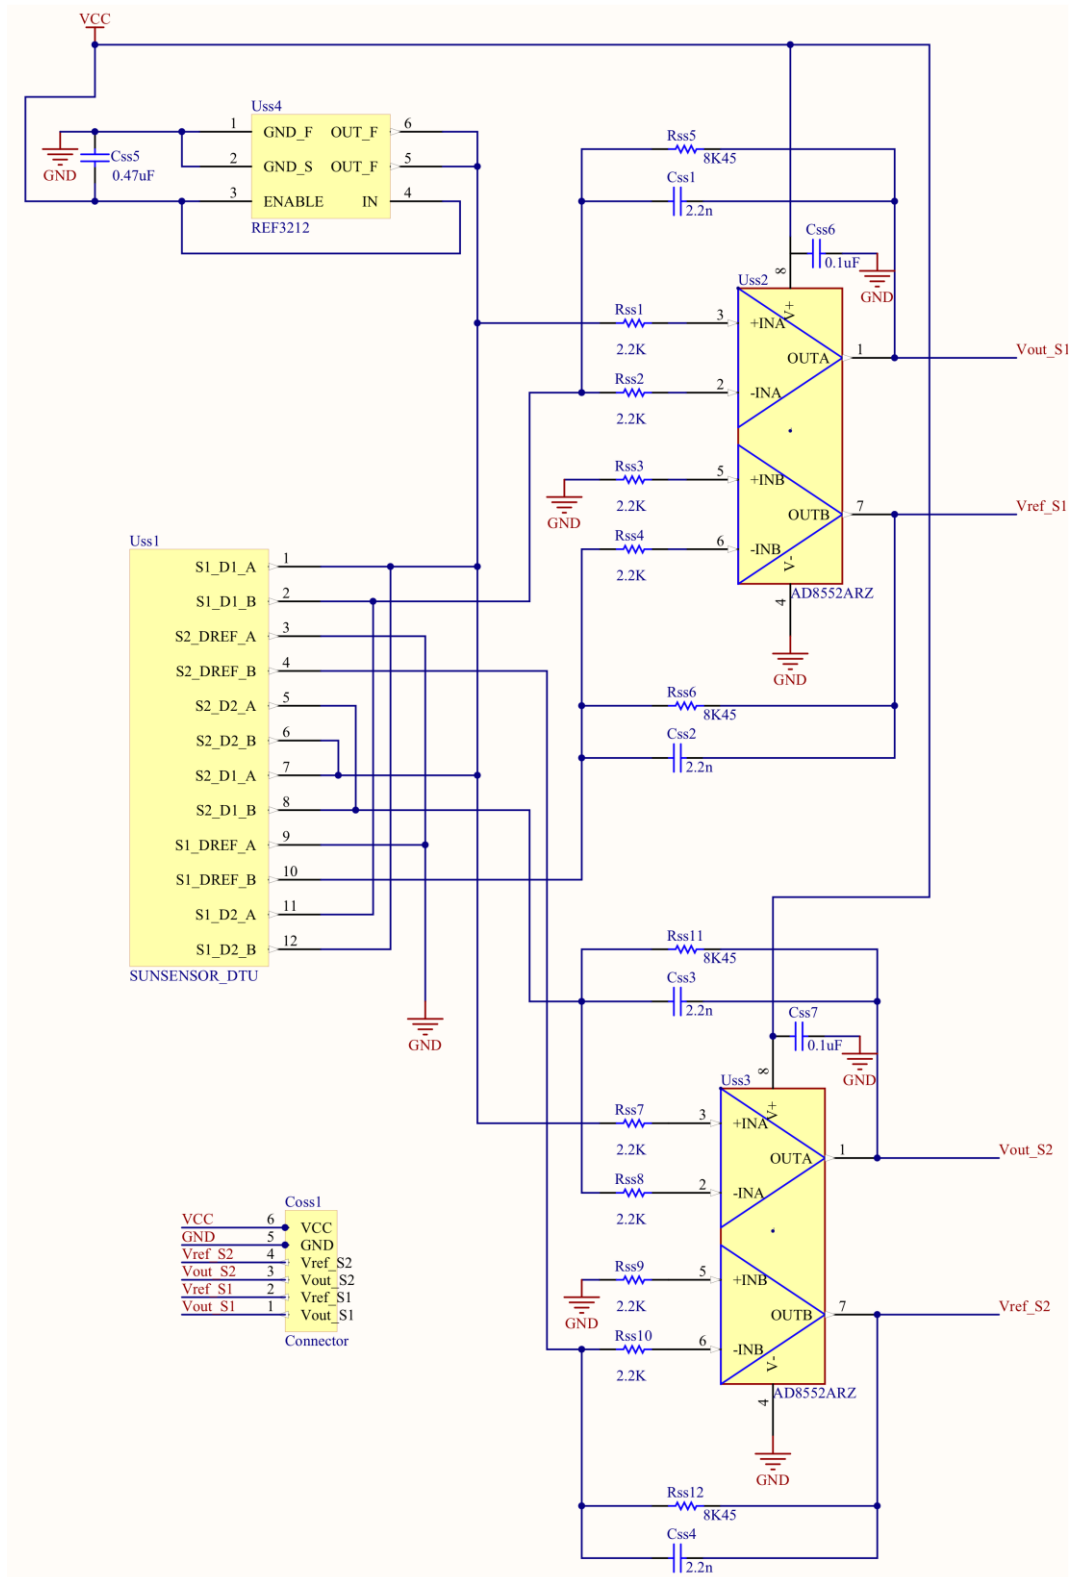 VCC
Uss4
1 GND_F OUT_F 6
2 GND_S OUT_F 5
3 ENABLE IN 4
REF3212
Css5
0.47uF
GND
Rss5
8K45
Css1
2.2n
Css6
0.1uF
GND
Uss2
8
V+
Rss1
2.2K
3 +INA
OUTA 1
Vout_S1
Rss2
2.2K
2 -INA
Rss3
2.2K
5 +INB
GND
OUTB 7
Vref_S1
Rss4
2.2K
6 -INB
V-
4
AD8552ARZ
GND
Rss6
8K45
Css2
2.2n
Uss1
S1_D1_A 1
S1_D1_B 2
S2_DREF_A 3
S2_DREF_B 4
S2_D2_A 5
S2_D2_B 6
S2_D1_A 7
S2_D1_B 8
S1_DREF_A 9
S1_DREF_B 10
S1_D2_A 11
S1_D2_B 12
SUNSENSOR_DTU
GND
Rss11
8K45
Css3
2.2n
Css7
0.1uF
GND
Uss3
8
V+
Rss7
2.2K
3 +INA
OUTA 1
Vout_S2
Rss8
2.2K
2 -INA
Rss9
2.2K
5 +INB
GND
OUTB 7
Vref_S2
Rss10
2.2K
6 -INB
V-
4
AD8552ARZ
GND
Rss12
8K45
Css4
2.2n
Coss1
VCC 6 VCC
GND 5 GND
Vref_S2 4 Vref_S2
Vout_S2 3 Vout_S2
Vref_S1 2 Vref_S1
Vout_S1 1 Vout_S1
Connector